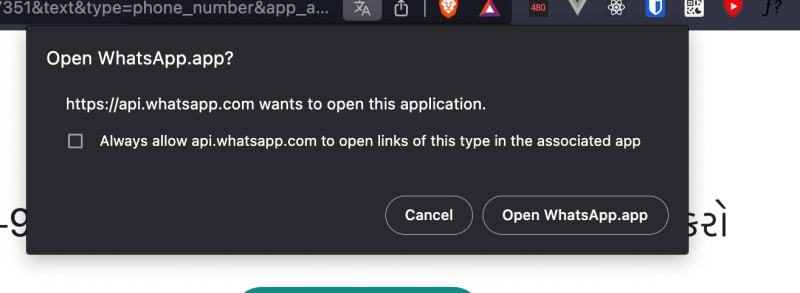 7351&text&type=phone_number&app_a...
480
f?
Open WhatsApp.app?
https://api.whatsapp.com wants to open this application.
Always allow api.whatsapp.com to open links of this type in the associated app
Cancel
Open WhatsApp.app
-9
કરો